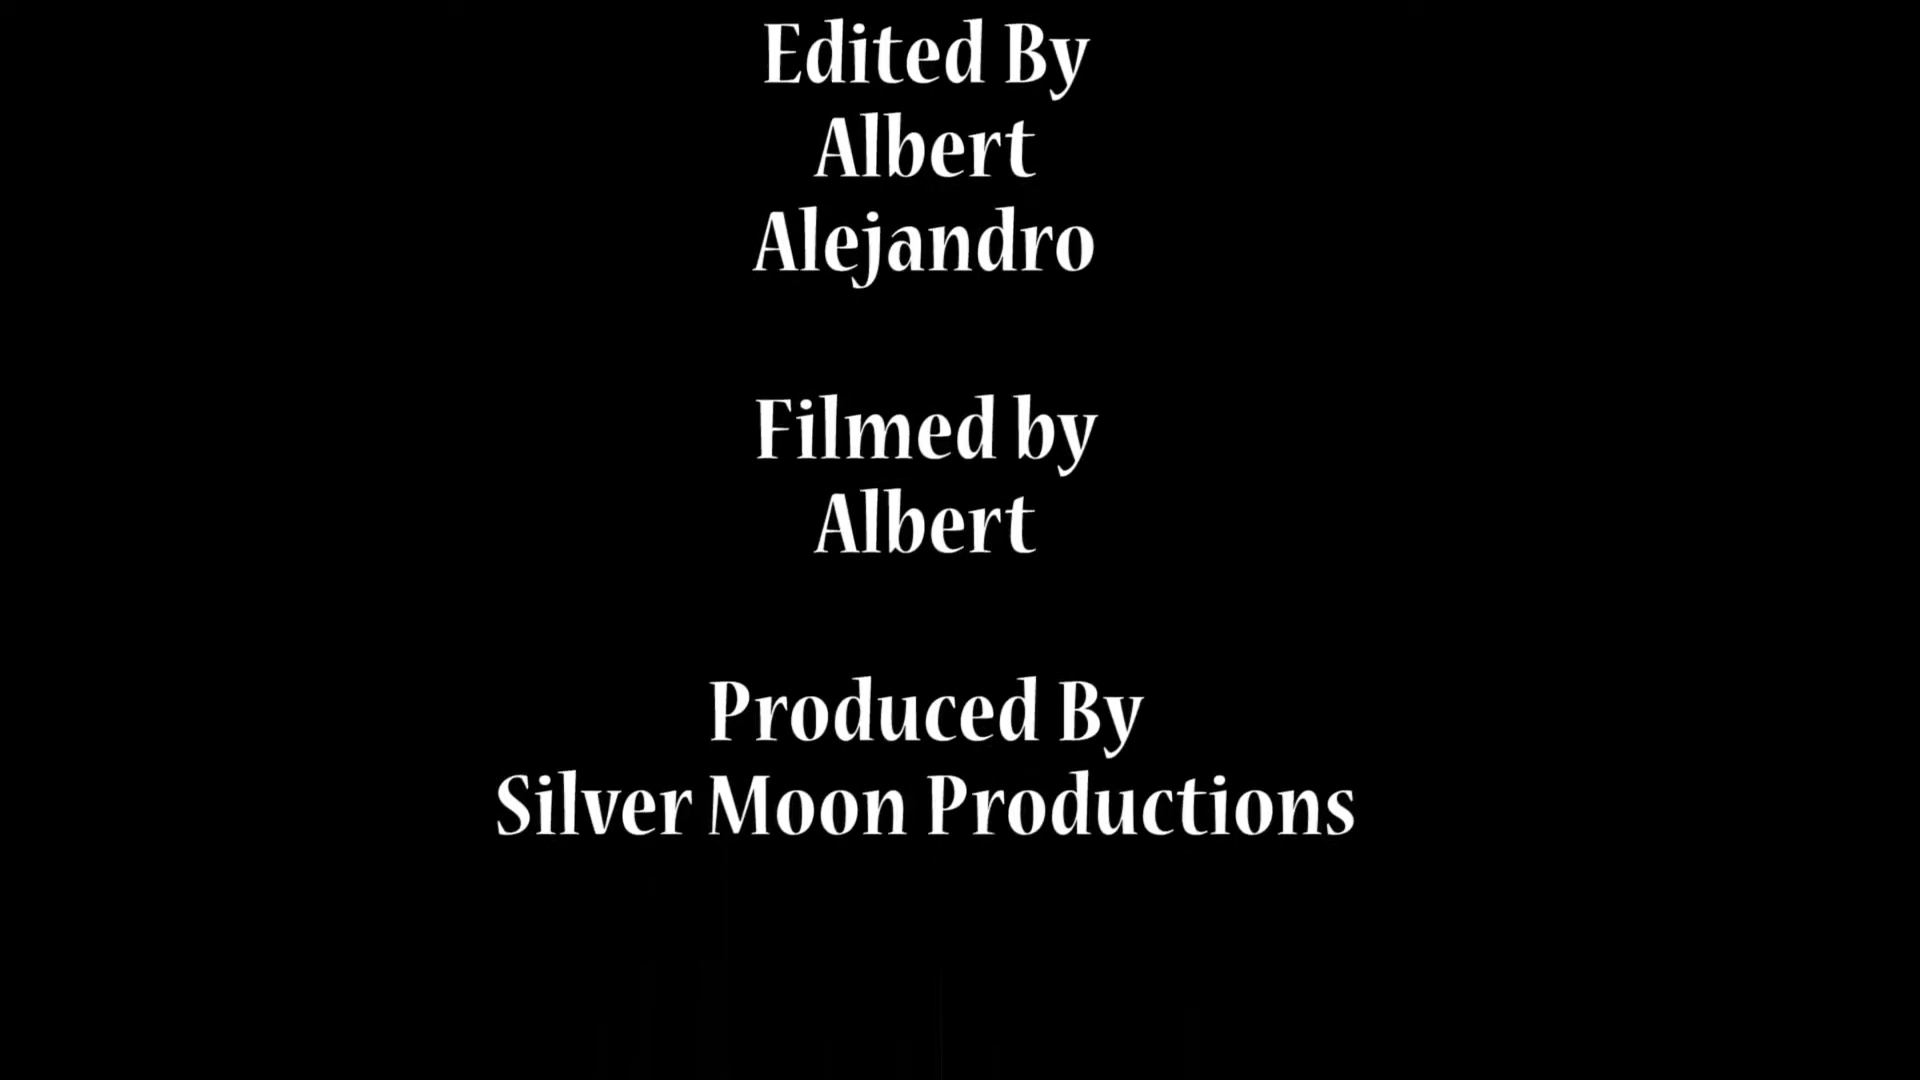 Edited By
Albert
Alejandro
Filmed by
Albert
Produced By
Silver Moon Productions